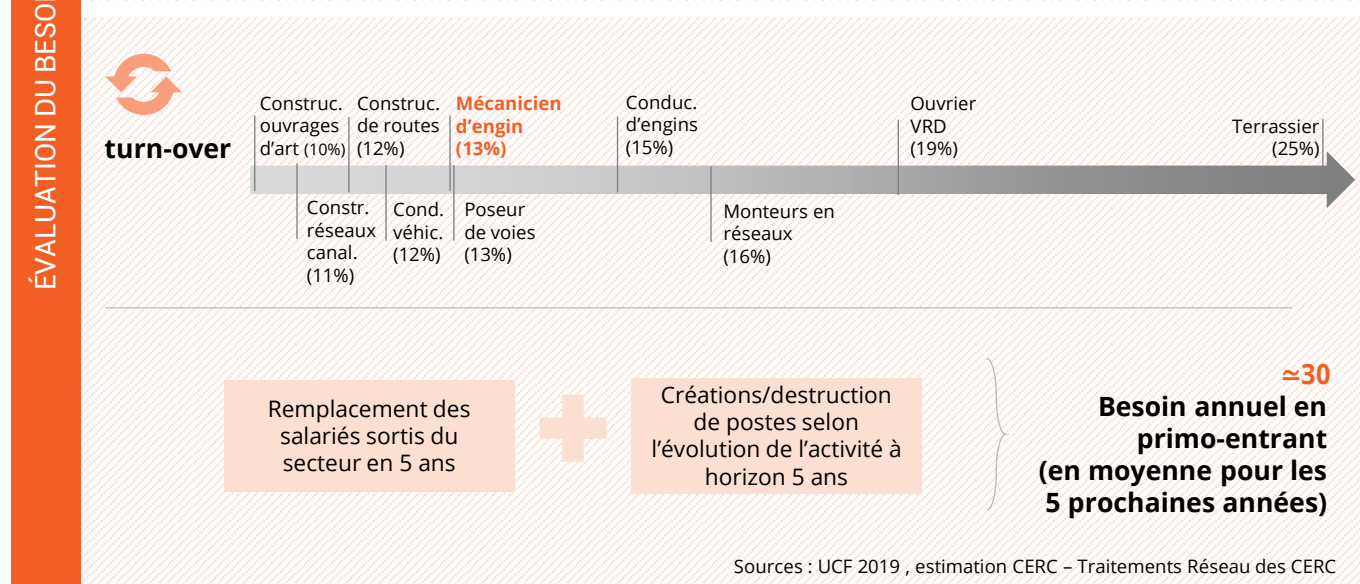 ÉVALUATION DU BESO
turn-over
Construc.
ouvrages
d'art (10%)
Constr.
réseaux
canal.
(11%)
Construc.
de routes
(12%)
Cond.
véhic.
(12%)
Mécanicien
d'engin
(13%)
Poseur
de voies
(13%)
Conduc.
d'engins
(15%)
Monteurs en
réseaux
(16%)
Ouvrier
VRD
(19%)
Terrassier
(25%)
Remplacement des
salariés sortis du
secteur en 5 ans
Créations/destruction
de postes selon
l'évolution de l'activité à
horizon 5 ans
≃30
Besoin annuel en
primo-entrant
(en moyenne pour les
5 prochaines années)
Sources : UCF 2019 , estimation CERC – Traitements Réseau des CERC